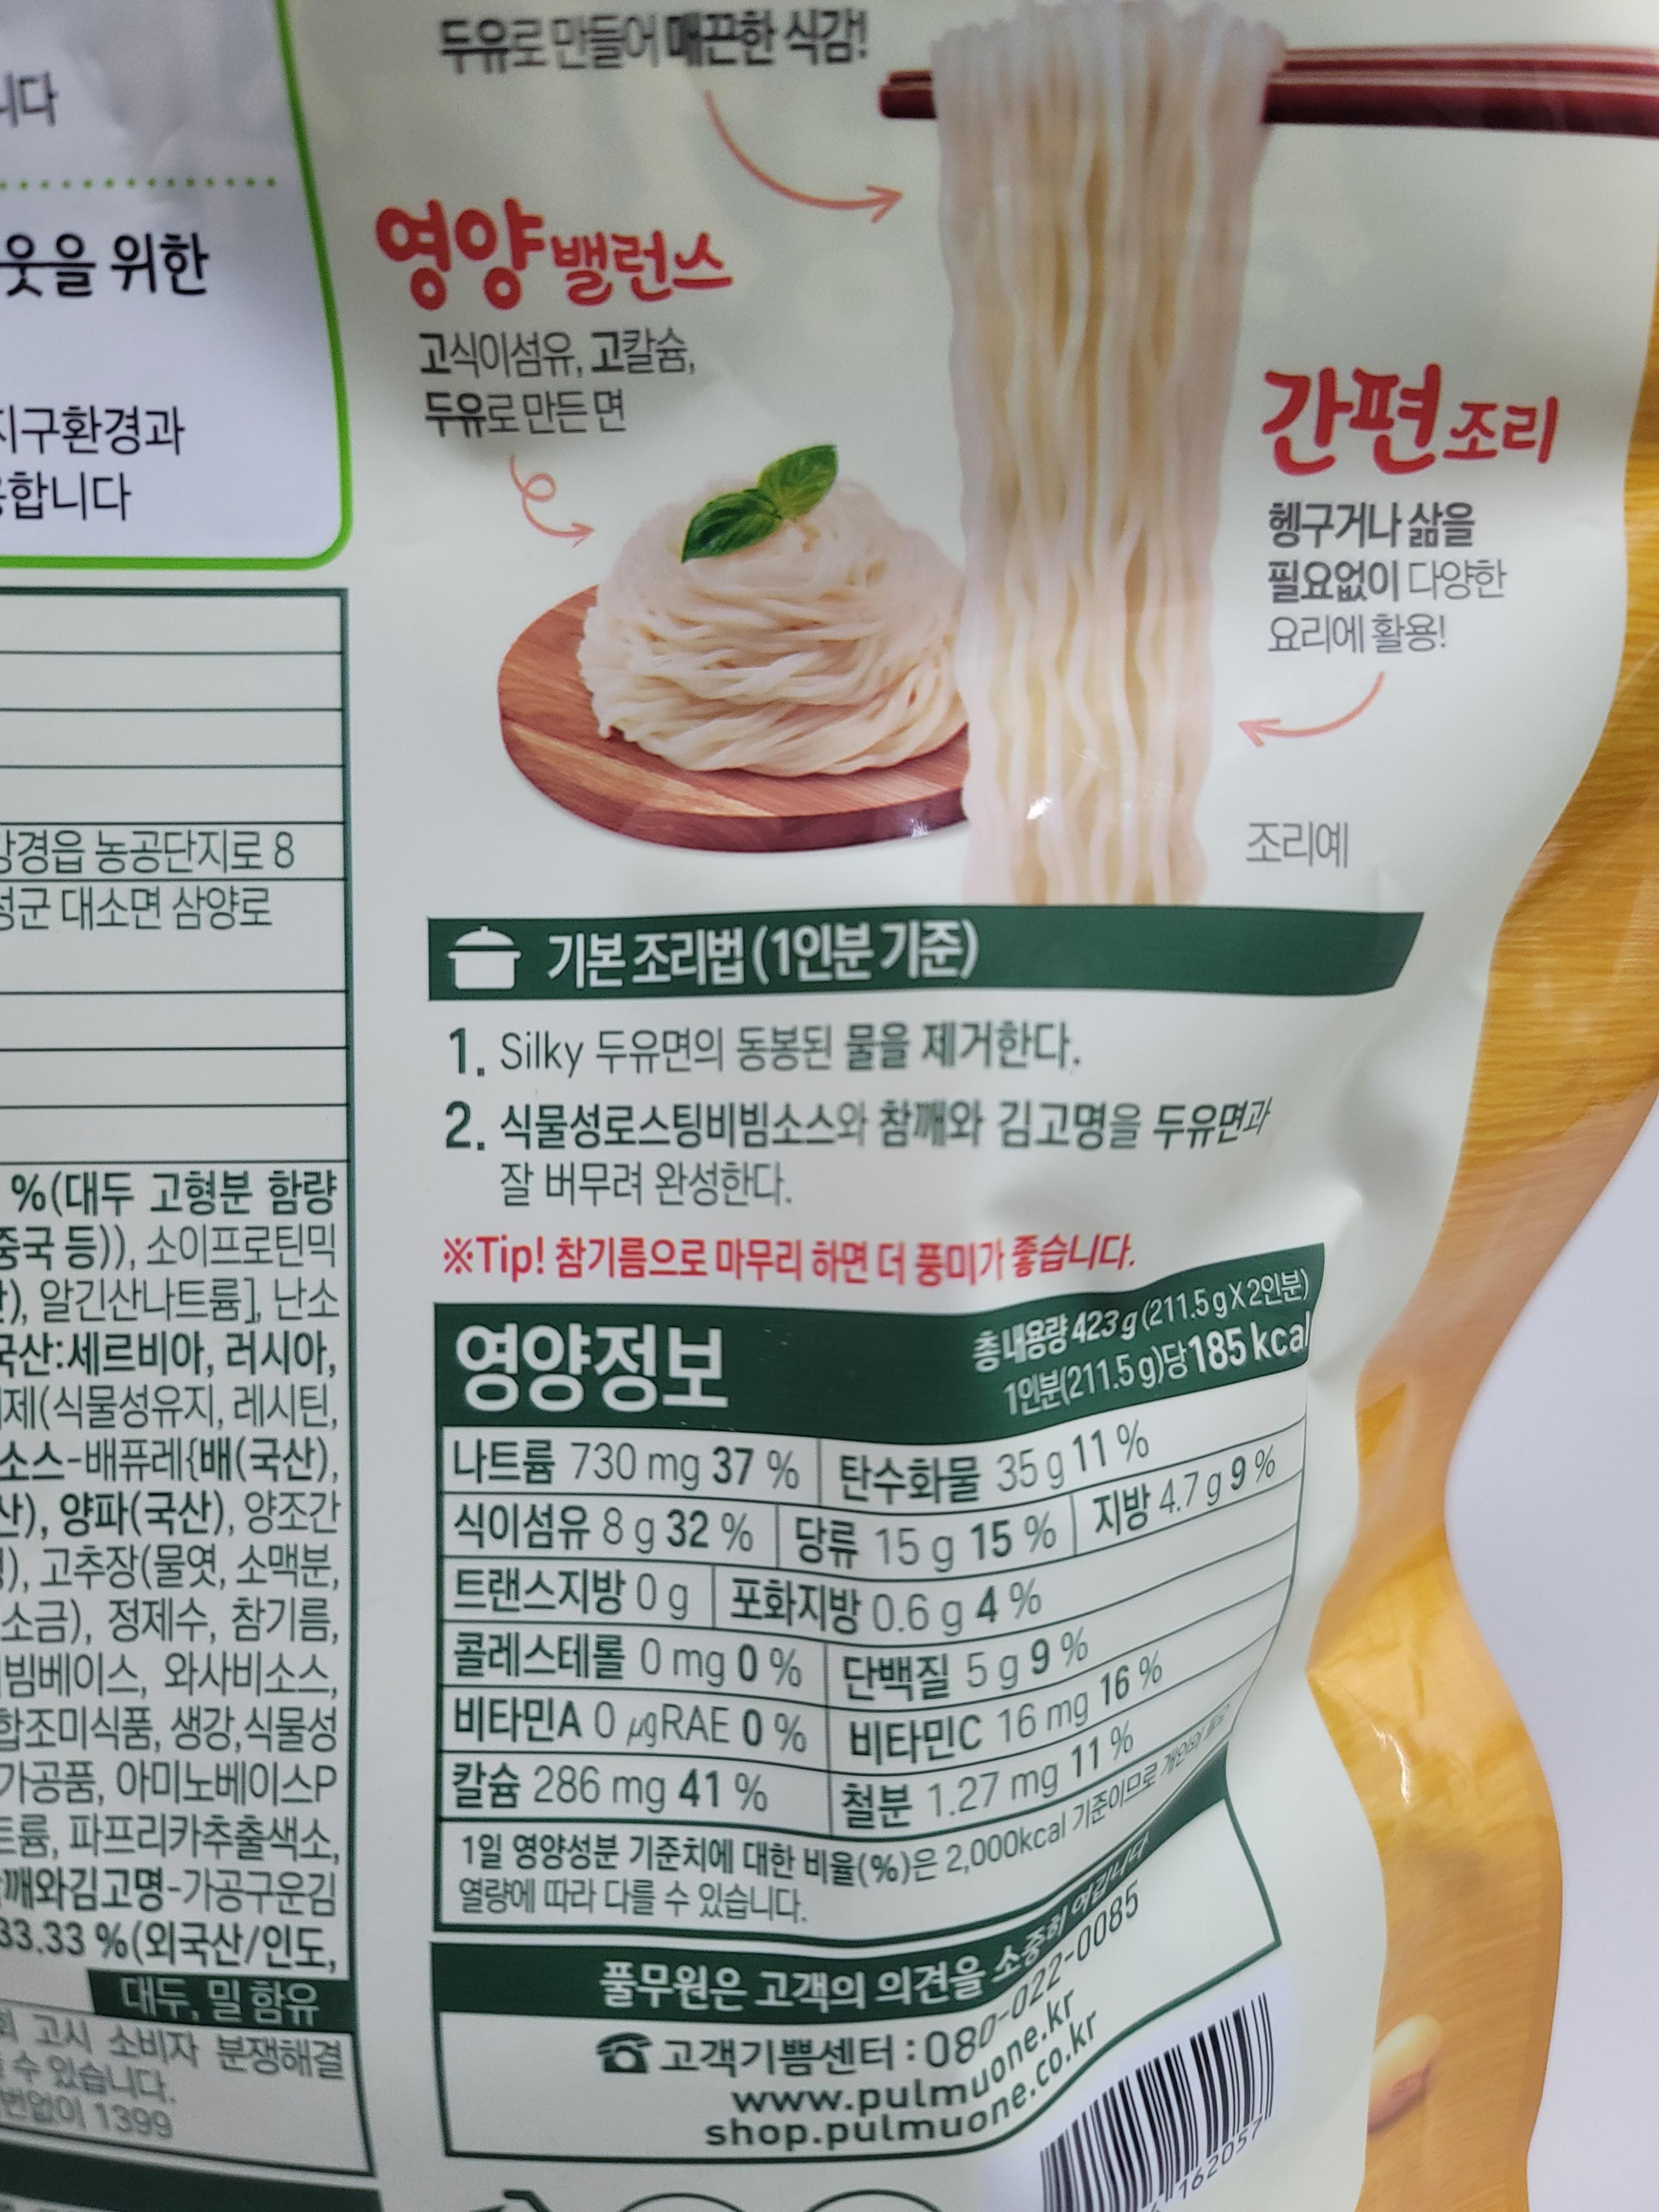 두유로 만들어 매끈한 식감!
니다
영양밸런스
고식이섬유, 고칼슘,
두유로 만든 면
웃을 위한
지구환경과
합니다
간편조리
헹구거나 삶을
필요없이 다양한
요리에 활용!
조리예
강경읍 농공단지로 8
성군 대소면 삼양로
기본 조리법 (1인분 기준)
1. Silky 두유면의 동봉된 물을 제거한다.
2. 식물성로스팅비빔소스와 참깨와 김고명을 두유면과
잘 버무려 완성한다.
※Tip! 참기름으로 마무리 하면 더 풍미가 좋습니다.
%(대두 고형분 함량
중국 등)), 소이프로틴믹
), 알긴산나트륨], 난소
국산:세르비아, 러시아,
제(식물성유지, 레시틴,
소스-배퓨레{배(국산),
산), 양파(국산), 양조간
), 고추장(물엿, 소맥분,
소금), 정제수, 참기름,
빔베이스, 와사비소스,
합조미식품, 생강,식물성
가공품, 아미노베이스P
트륨, 파프리카추출색소,
깨와김고명-가공구운김
33.33 %(외국산/인도,
대두, 밀 함유
회 고시 소비자 분쟁해결
수 있습니다.
번없이 1399
영양정보
총 내용량 423 g (211.5 g X 2인분)
1인분(211.5 g)당 185 kcal
나트륨 730 mg 37 % 탄수화물 35 g 11 %
식이섬유 8 g 32 % 당류 15 g 15 % 지방 4.7 g 9 %
트랜스지방 0 g 포화지방 0.6 g 4 %
콜레스테롤 0 mg 0 % 단백질 5 g 9 %
비타민A 0 μgRAE 0 % 비타민C 16 mg 16 %
칼슘 286 mg 41 % 철분 1.27 mg 11 %
1일 영양성분 기준치에 대한 비율(%)은 2,000kcal 기준이므로 개인의 필요
열량에 따라 다를 수 있습니다.
풀무원은 고객의 의견을 소중히 여깁니다
☎ 고객기쁨센터 : 080-022-0085
www.pulmuone.kr
shop.pulmuone.co.kr
162057